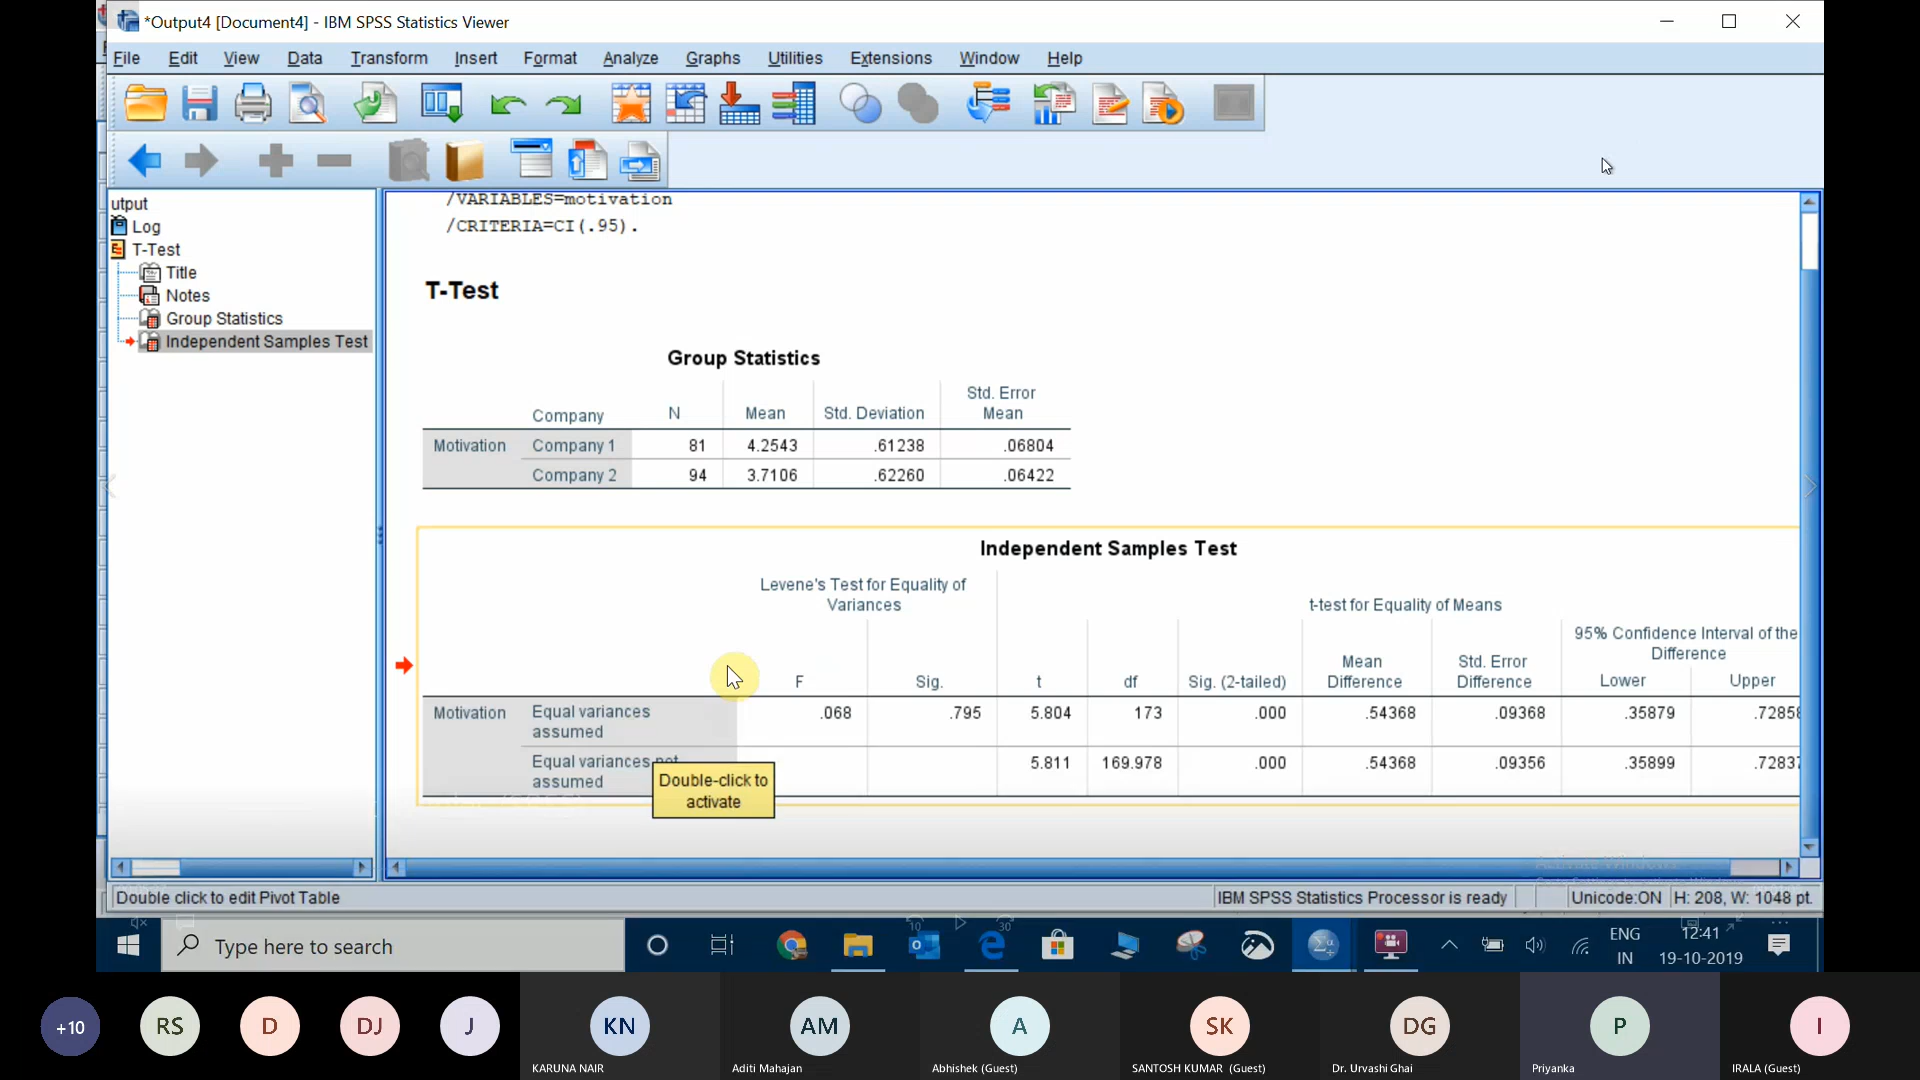 *Output4 [Document4] - IBM SPSS Statistics Viewer
File Edit View Data Transform Insert Format Analyze Graphs Utilities Extensions Window Help
utput
Log
T-Test
Title
Notes
Group Statistics
Independent Samples Test
/VARIABLES=motivation
/CRITERIA=CI(.95).
T-Test
Group Statistics
Company N Mean Std. Deviation Std. Error Mean
Motivation Company 1 81 4.2543 .61238 .06804
Company 2 94 3.7106 .62260 .06422
Independent Samples Test
Levene's Test for Equality of Variances
t-test for Equality of Means
95% Confidence Interval of the Difference
F Sig. t df Sig. (2-tailed) Mean Difference Std. Error Difference Lower Upper
Motivation Equal variances assumed .068 .795 5.804 173 .000 .54368 .09368 .35879 .7285
Equal variances not assumed 5.811 169.978 .000 .54368 .09356 .35899 .7283
Double-click to
activate
Double click to edit Pivot Table
IBM SPSS Statistics Processor is ready
Unicode:ON H: 208, W: 1048 pt.
Type here to search
ENG
IN
12:41
19-10-2019
+10
RS
D
DJ
J
KN
KARUNA NAIR
AM
Aditi Mahajan
A
Abhishek (Guest)
SK
SANTOSH KUMAR (Guest)
DG
Dr. Urvashi Ghai
P
Priyanka
I
IRALA (Guest)